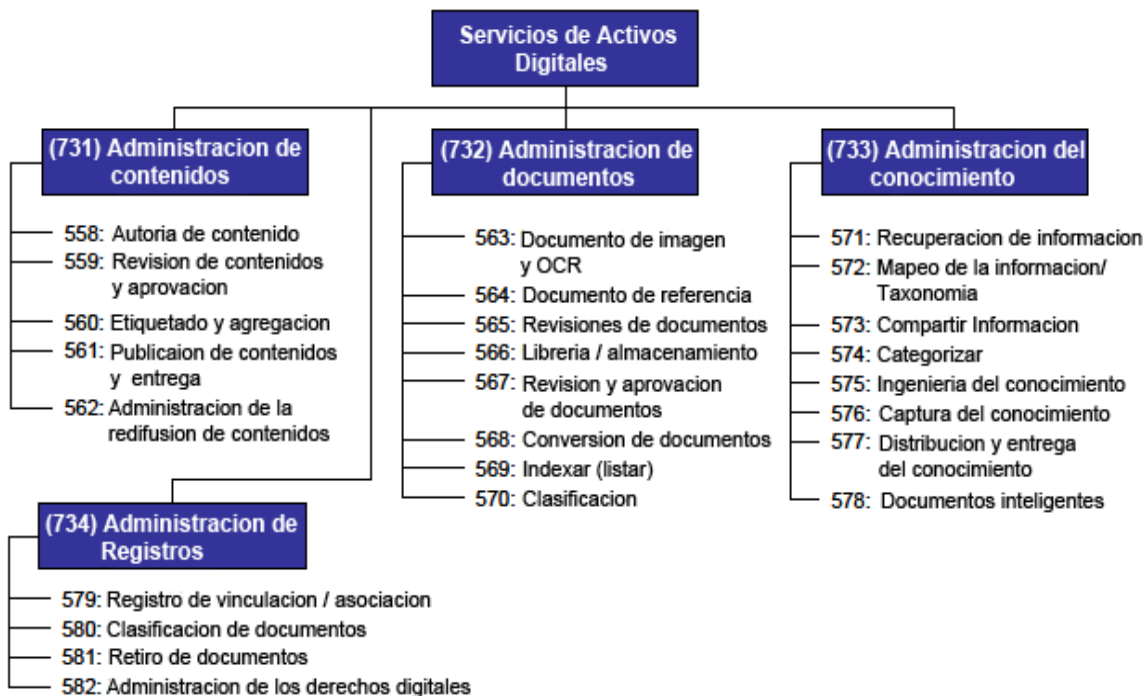 Servicios de Activos
Digitales
(731) Administracion de
contenidos
558: Autoria de contenido
559: Revision de contenidos
y aprovacion
560: Etiquetado y agregacion
561: Publicaion de contenidos
y entrega
562: Administracion de la
redifusion de contenidos
(732) Administracion de
documentos
563: Documento de imagen
y OCR
564: Documento de referencia
565: Revisiones de documentos
566: Libreria / almacenamiento
567: Revision y aprovacion
de documentos
568: Conversion de documentos
569: Indexar (listar)
570: Clasificacion
(733) Administracion del
conocimiento
571: Recuperacion de informacion
572: Mapeo de la informacion/
Taxonomia
573: Compartir Informacion
574: Categorizar
575: Ingenieria del conocimiento
576: Captura del conocimiento
577: Distribucion y entrega
del conocimiento
578: Documentos inteligentes
(734) Administracion de
Registros
579: Registro de vinculacion / asociacion
580: Clasificacion de documentos
581: Retiro de documentos
582: Administracion de los derechos digitales